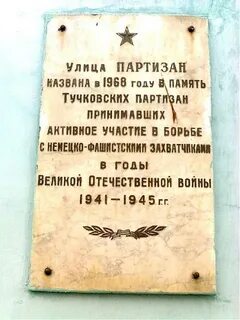 Улица ПАРТИЗАН
НАЗВАНА в 1968 году в ПАМЯТЬ
Тучковских ПАРТИЗАН
ПРИНИМАВШИХ
АКТИВНОЕ УЧАСТИЕ В БОРЬБЕ
С НЕМЕЦКО-ФАШИСТСКИМИ ЗАХВАТЧИКАМИ
В ГОДЫ
Великой Отечественной войны
1941-1945 г.г.